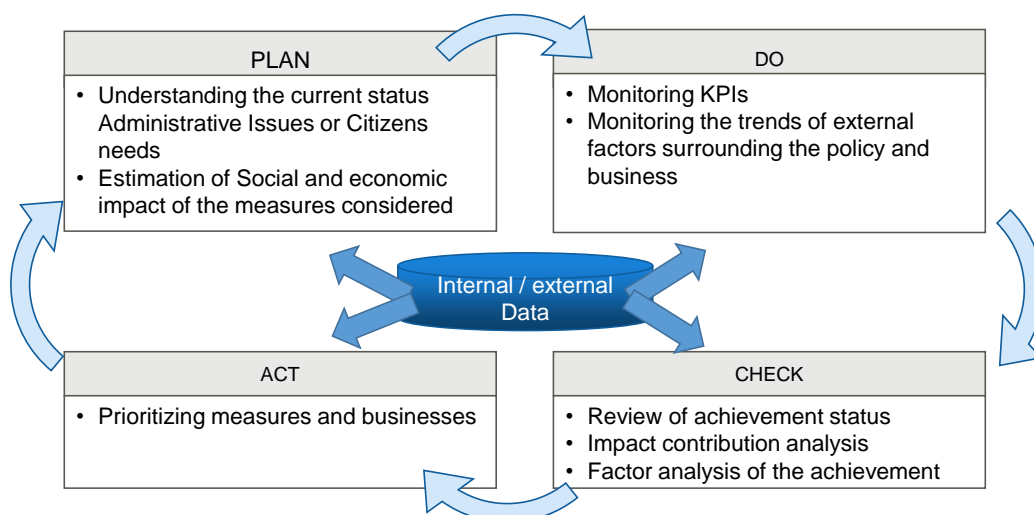 PLAN
• Understanding the current status
Administrative Issues or Citizens
needs
• Estimation of Social and economic
impact of the measures considered
DO
• Monitoring KPIs
• Monitoring the trends of external
factors surrounding the policy and
business
Internal / external
Data
ACT
• Prioritizing measures and businesses
CHECK
• Review of achievement status
• Impact contribution analysis
• Factor analysis of the achievement